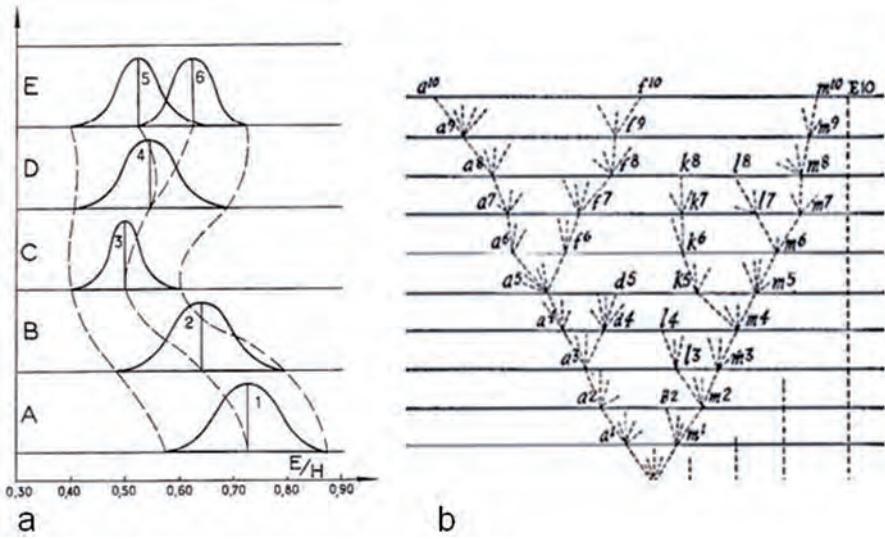 E 5 6
D 4
C 3
B 2
A 1
E/H
0,30 0,40 0,50 0,60 0,70 0,80 0,90
a
a10 f10 m10 E10
a9 f9 m9
a8 f8 k8 l8 m8
a7 f7 k7 l7 m7
a6 f6 k6 m6
a5 d5 k5 m5
a4 d4 l4 m4
a3 l3 m3
a2 m2
a1 m1
b